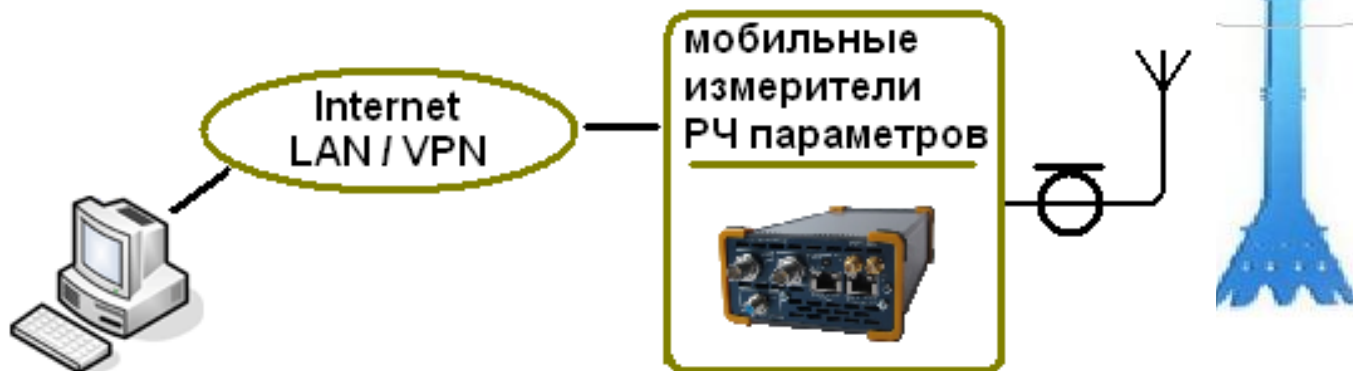 Internet
LAN / VPN
мобильные
измерители
РЧ параметров